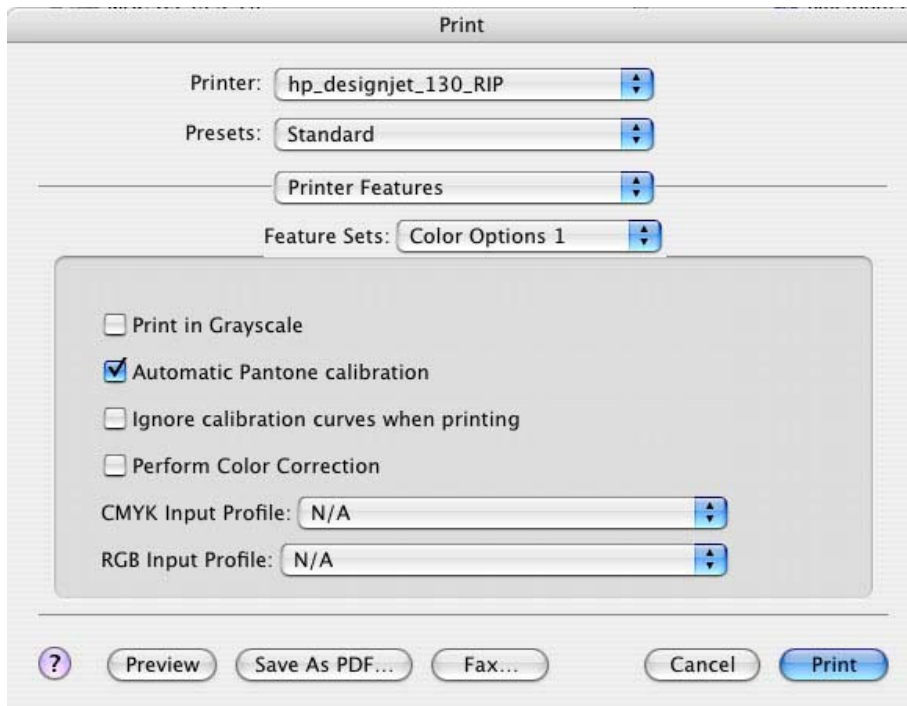 Print
Printer: hp_designjet_130_RIP
Presets: Standard
Printer Features
Feature Sets: Color Options 1
Print in Grayscale
Automatic Pantone calibration
Ignore calibration curves when printing
Perform Color Correction
CMYK Input Profile: N/A
RGB Input Profile: N/A
? Preview Save As PDF... Fax... Cancel Print